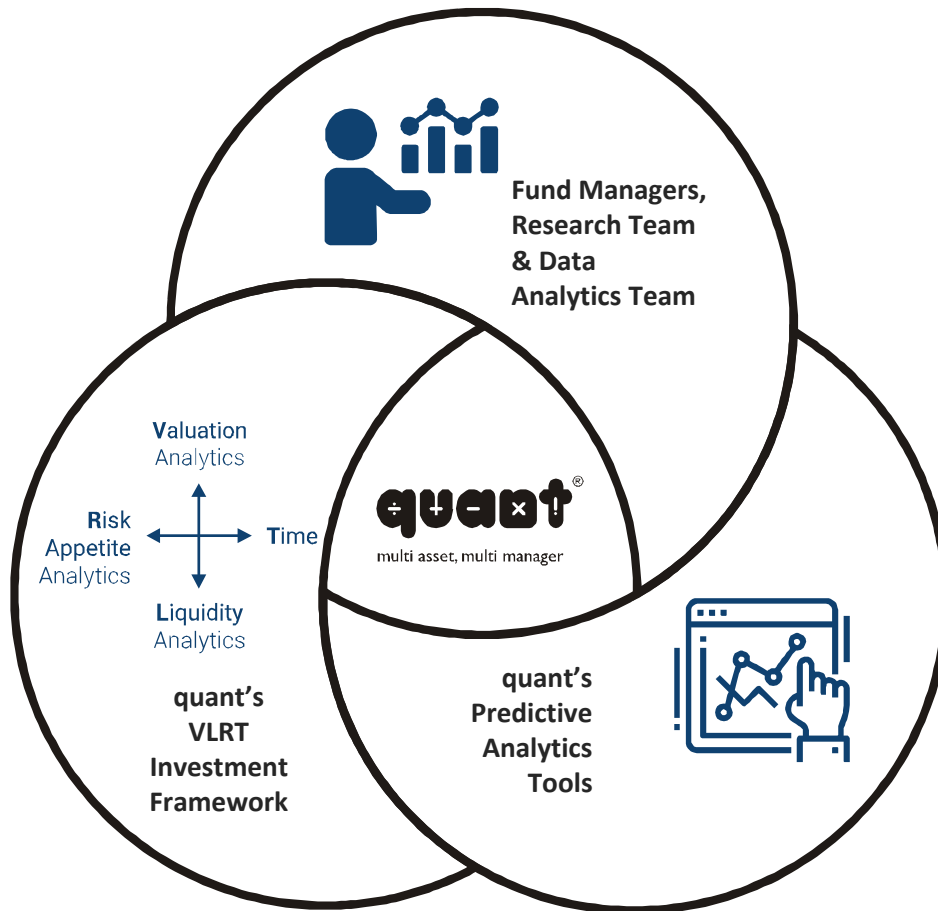 Fund Managers,
Research Team
& Data
Analytics Team
Valuation
Analytics
Risk
Appetite
Analytics
Time
Liquidity
Analytics
quant’s
VLRT
Investment
Framework
quant®
multi asset, multi manager
quant’s
Predictive
Analytics
Tools